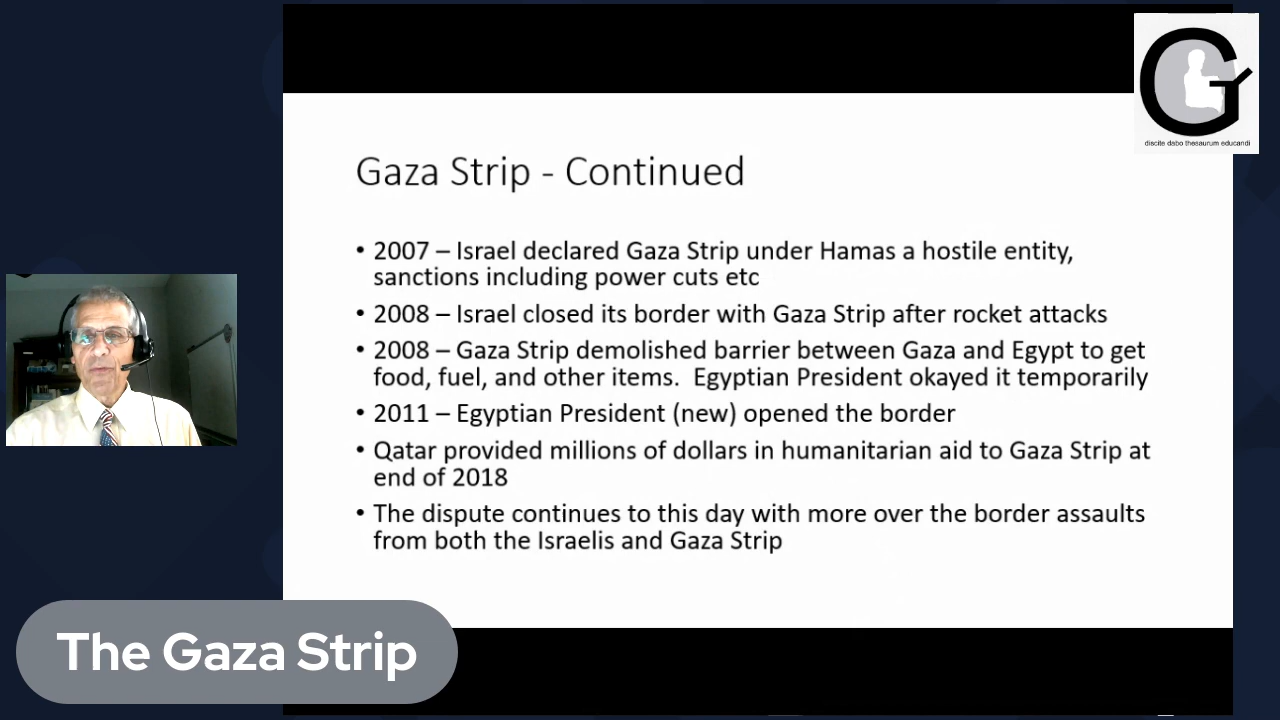 discite dabo thesaurum educandi
Gaza Strip - Continued
• 2007 – Israel declared Gaza Strip under Hamas a hostile entity,
sanctions including power cuts etc
• 2008 – Israel closed its border with Gaza Strip after rocket attacks
• 2008 – Gaza Strip demolished barrier between Gaza and Egypt to get
food, fuel, and other items.  Egyptian President okayed it temporarily
• 2011 – Egyptian President (new) opened the border
• Qatar provided millions of dollars in humanitarian aid to Gaza Strip at
end of 2018
• The dispute continues to this day with more over the border assaults
from both the Israelis and Gaza Strip
The Gaza Strip